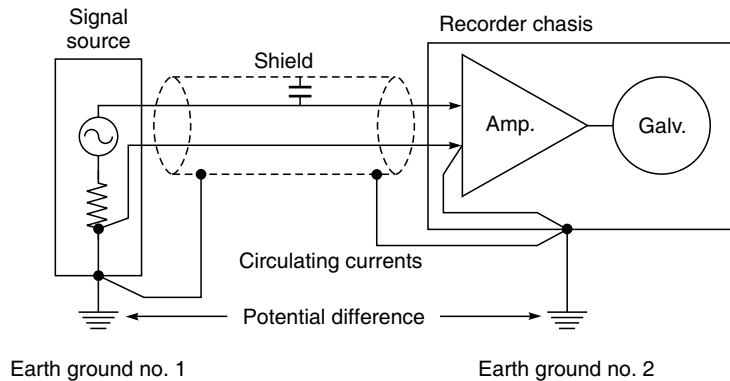 Signal
source
Shield
Recorder chasis
Amp.
Galv.
Circulating currents
Potential difference
Earth ground no. 1
Earth ground no. 2